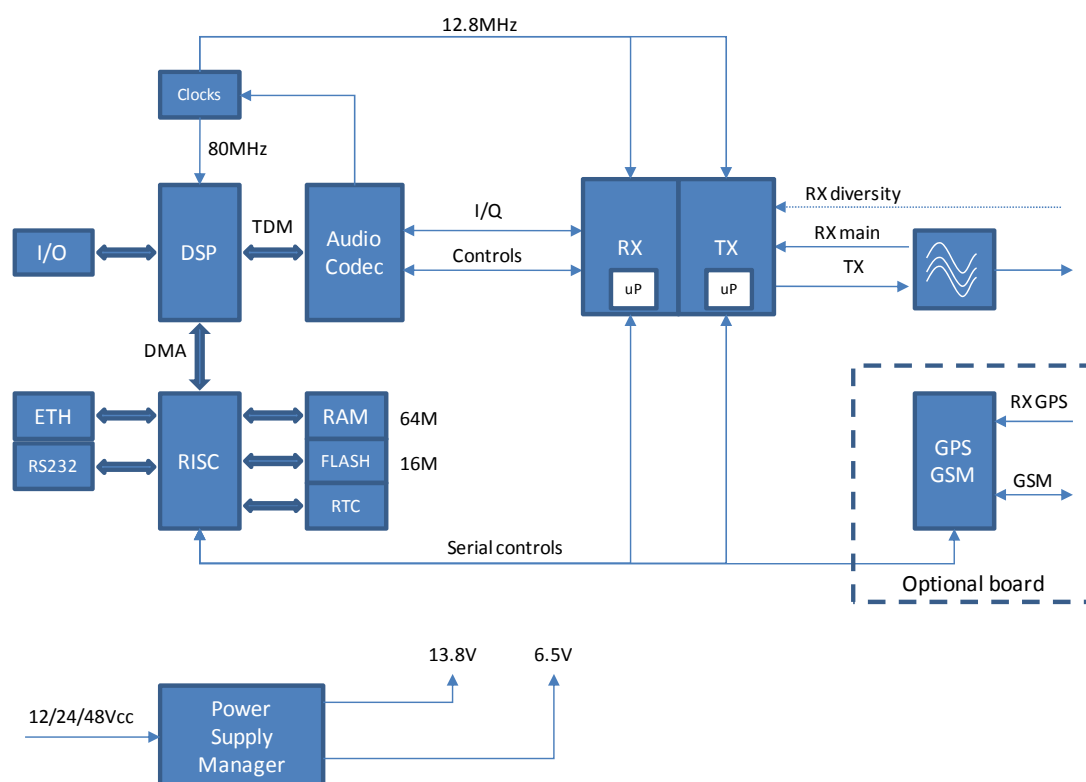 12.8MHz
Clocks
80MHz
I/O
DSP
TDM
Audio
Codec
I/Q
Controls
RX
uP
TX
uP
RX diversity
RX main
TX
DMA
ETH
RS232
RISC
RAM
64M
FLASH
16M
RTC
GPS
GSM
RX GPS
GSM
Serial controls
Optional board
12/24/48Vcc
Power
Supply
Manager
13.8V
6.5V